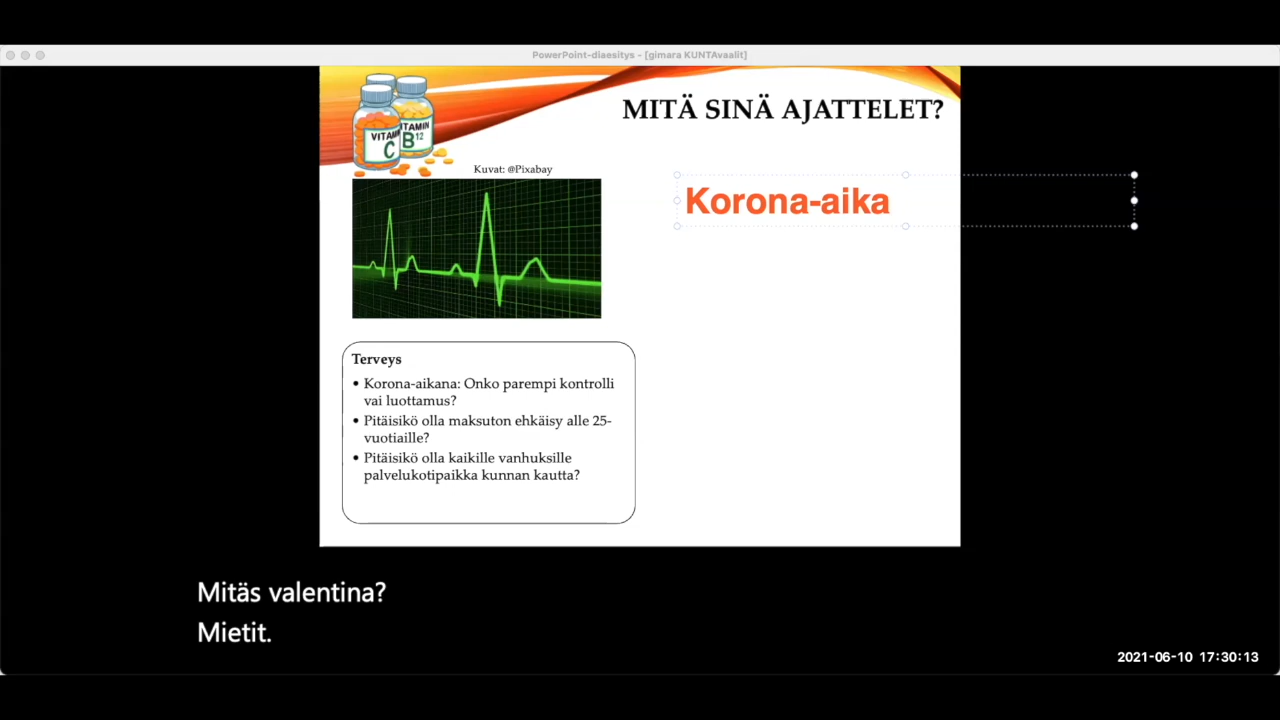 PowerPoint-diaesitys - [gimara KUNTAvaalit]
MITÄ SINÄ AJATTELET?
VITAMIN
B12
VITAM
C
Kuvat: @Pixabay
Korona-aika
Terveys
• Korona-aikana: Onko parempi kontrolli
vai luottamus?
• Pitäisikö olla maksuton ehkäisy alle 25-
vuotiaille?
• Pitäisikö olla kaikille vanhuksille
palvelukotipaikka kunnan kautta?
Mitäs valentina?
Mietit.
2021-06-10 17:30:13